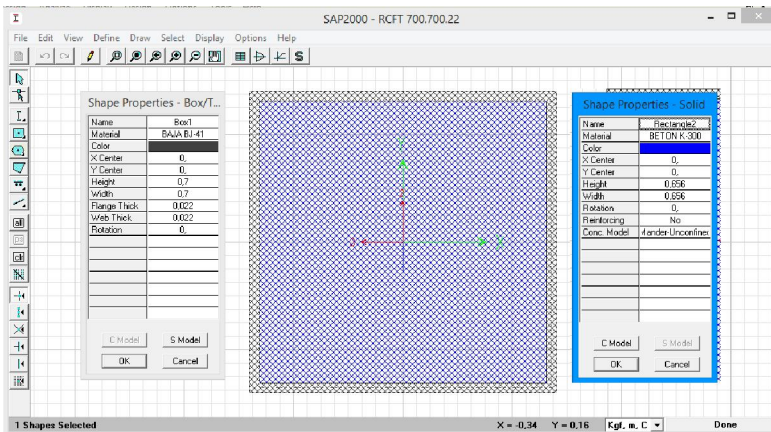 SAP2000 - RCFT 700.700.22
File Edit View Define Draw Select Display Options Help
Shape Properties - Box/T...
Name Box1
Material BAJA BJ-41
Color
X Center 0,
Y Center 0,
Height 0,7
Width 0,7
Flange Thick 0,022
Web Thick 0,022
Rotation 0,
C Model S Model
OK Cancel
Shape Properties - Solid
Name Rectangle2
Material BETON K-300
Color
X Center 0,
Y Center 0,
Height 0,656
Width 0,656
Rotation 0,
Reinforcing No
Conc. Model Mander-Unconfined
C Model S Model
OK Cancel
all
clr
1 Shapes Selected
X = -0,34 Y = 0,16 Kgf, m, C Done